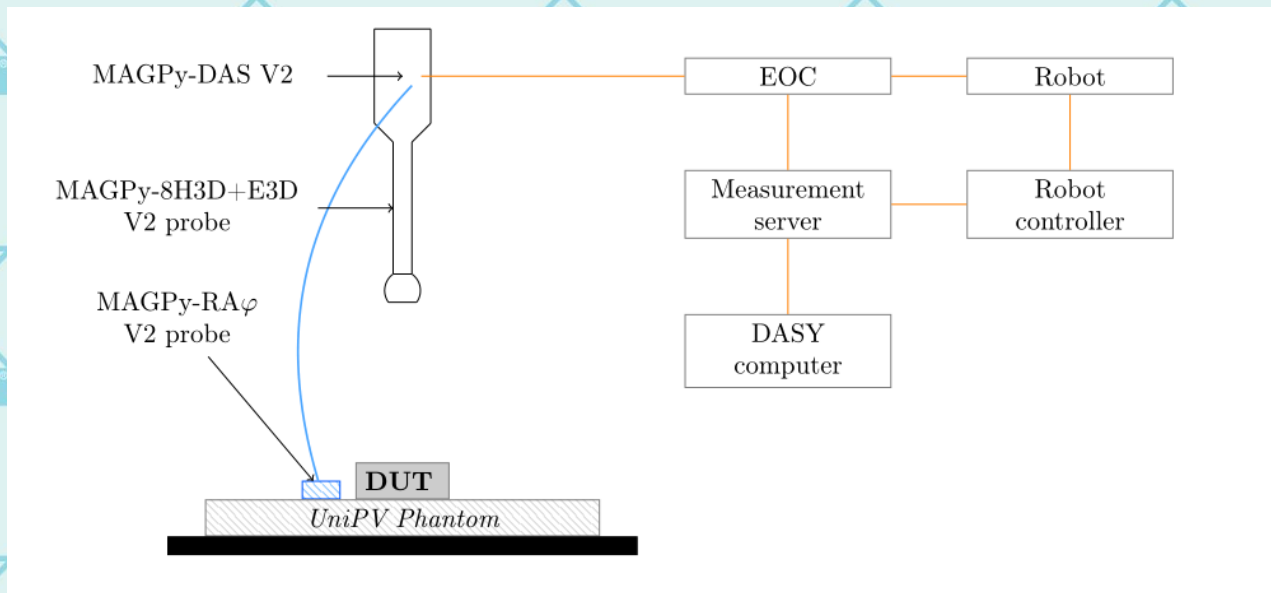 MAGPy-DAS V2
EOC
Robot
MAGPy-8H3D+E3D
V2 probe
Measurement
server
Robot
controller
MAGPy-RAφ
V2 probe
DASY
computer
DUT
UniPV Phantom